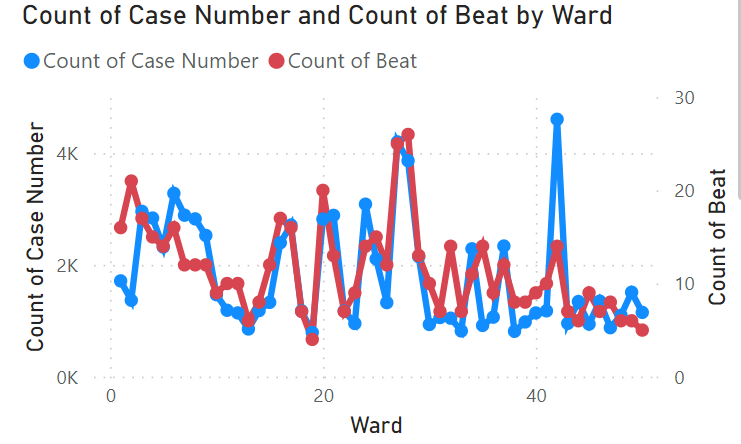 Count of Case Number and Count of Beat by Ward
Count of Case Number Count of Beat
Count of Case Number
4K
2K
0K
30
20
10
0
Count of Beat
0 20 40
Ward